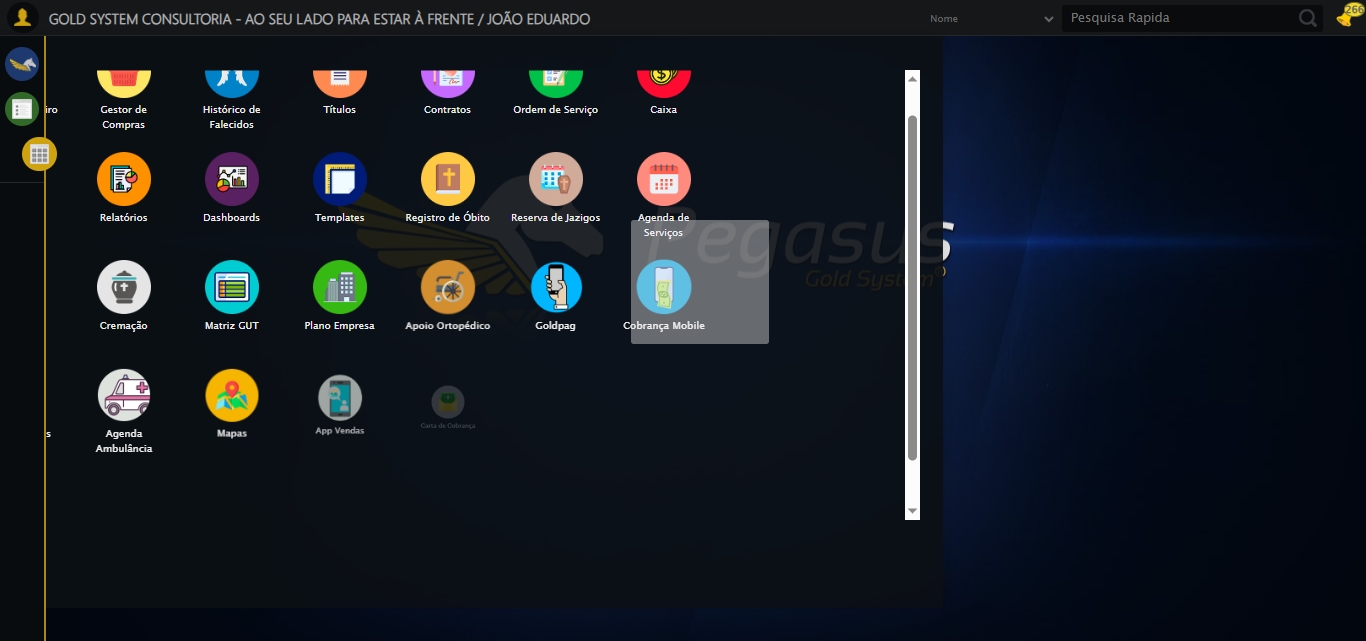 GOLD SYSTEM CONSULTORIA - AO SEU LADO PARA ESTAR À FRENTE / JOÃO EDUARDO
Nome
Pesquisa Rapida
266
iro
Gestor de
Compras
Histórico de
Falecidos
Títulos
Contratos
Ordem de Serviço
Caixa
Relatórios
Dashboards
Templates
Registro de Óbito
Reserva de Jazigos
Agenda de
Serviços
Pegasus
Gold System
Cremação
Matriz GUT
Plano Empresa
Apoio Ortopédico
Goldpag
Cobrança Mobile
s
Agenda
Ambulância
Mapas
App Vendas
Carta de Cobrança